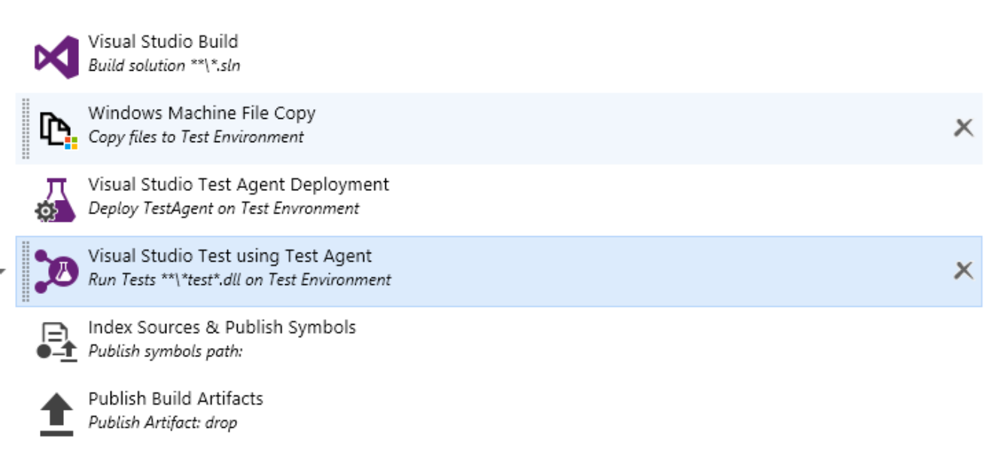 Visual Studio Build
Build solution **\*.sln
Windows Machine File Copy
Copy files to Test Environment
Visual Studio Test Agent Deployment
Deploy TestAgent on Test Envronment
Visual Studio Test using Test Agent
Run Tests **\*test*.dll on Test Environment
Index Sources & Publish Symbols
Publish symbols path:
Publish Build Artifacts
Publish Artifact: drop